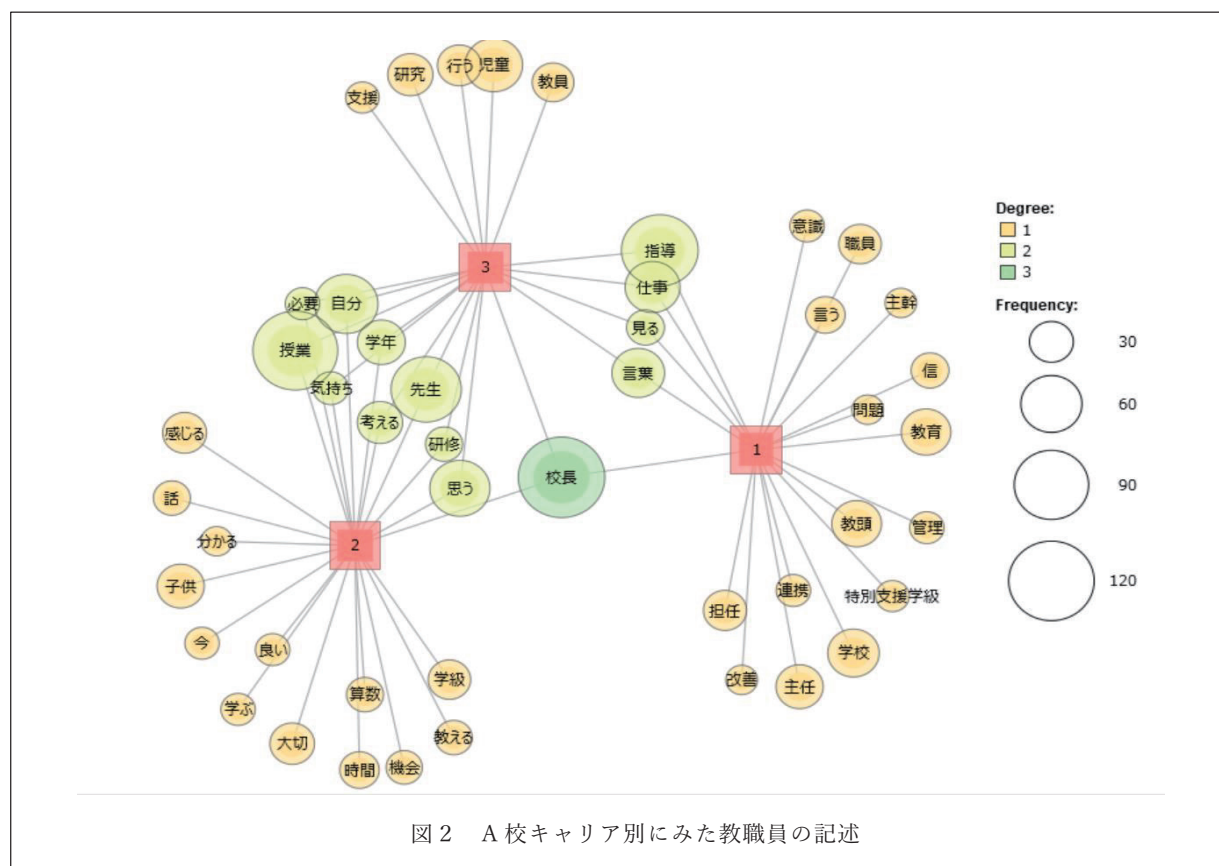 支援
研究
行う
児童
教員
3
指導
仕事
見る
言葉
必要
自分
授業
学年
気持ち
先生
考える
研修
思う
校長
意識
職員
言う
主幹
信
問題
教育
1
教頭
管理
特別支援学級
連携
担任
学校
主任
改善
感じる
話
分かる
子供
今
良い
学ぶ
大切
算数
時間
機会
学級
教える
2
Degree:
1
2
3
Frequency:
30
60
90
120
図2 A校キャリア別にみた教職員の記述